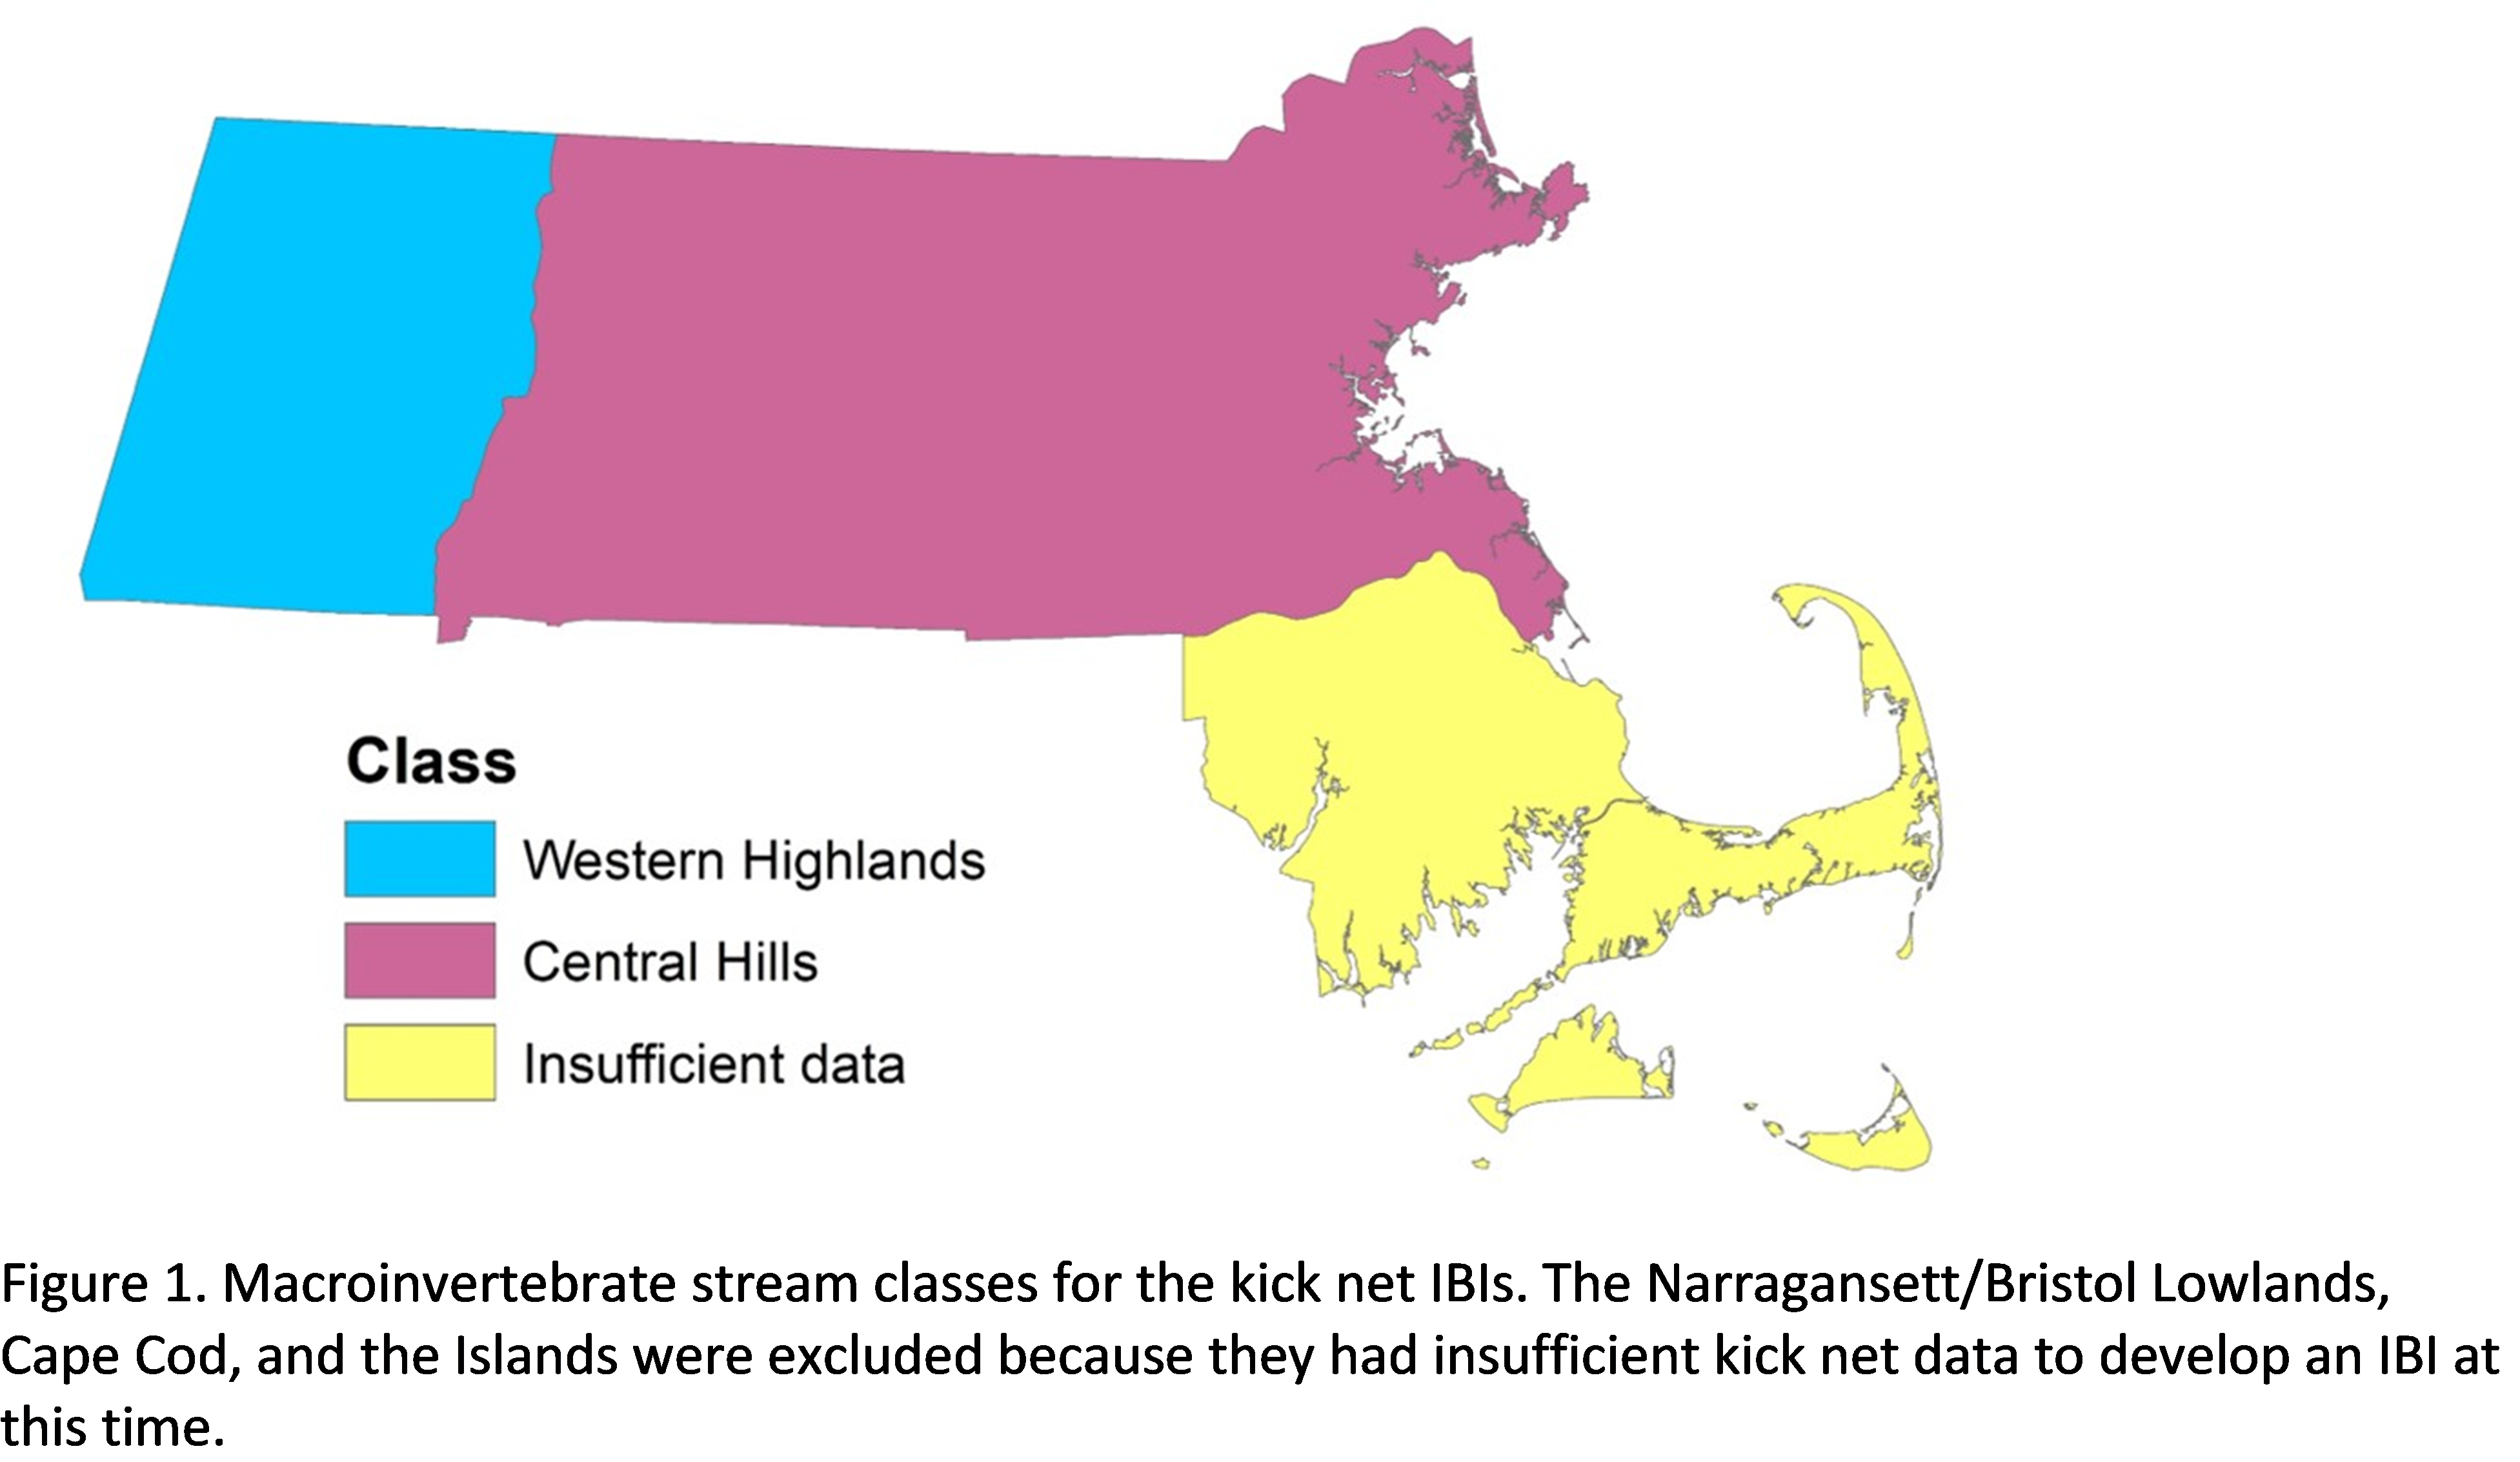 Class
Western Highlands
Central Hills
Insufficient data
Figure 1. Macroinvertebrate stream classes for the kick net IBIs. The Narragansett/Bristol Lowlands,
Cape Cod, and the Islands were excluded because they had insufficient kick net data to develop an IBI at
this time.